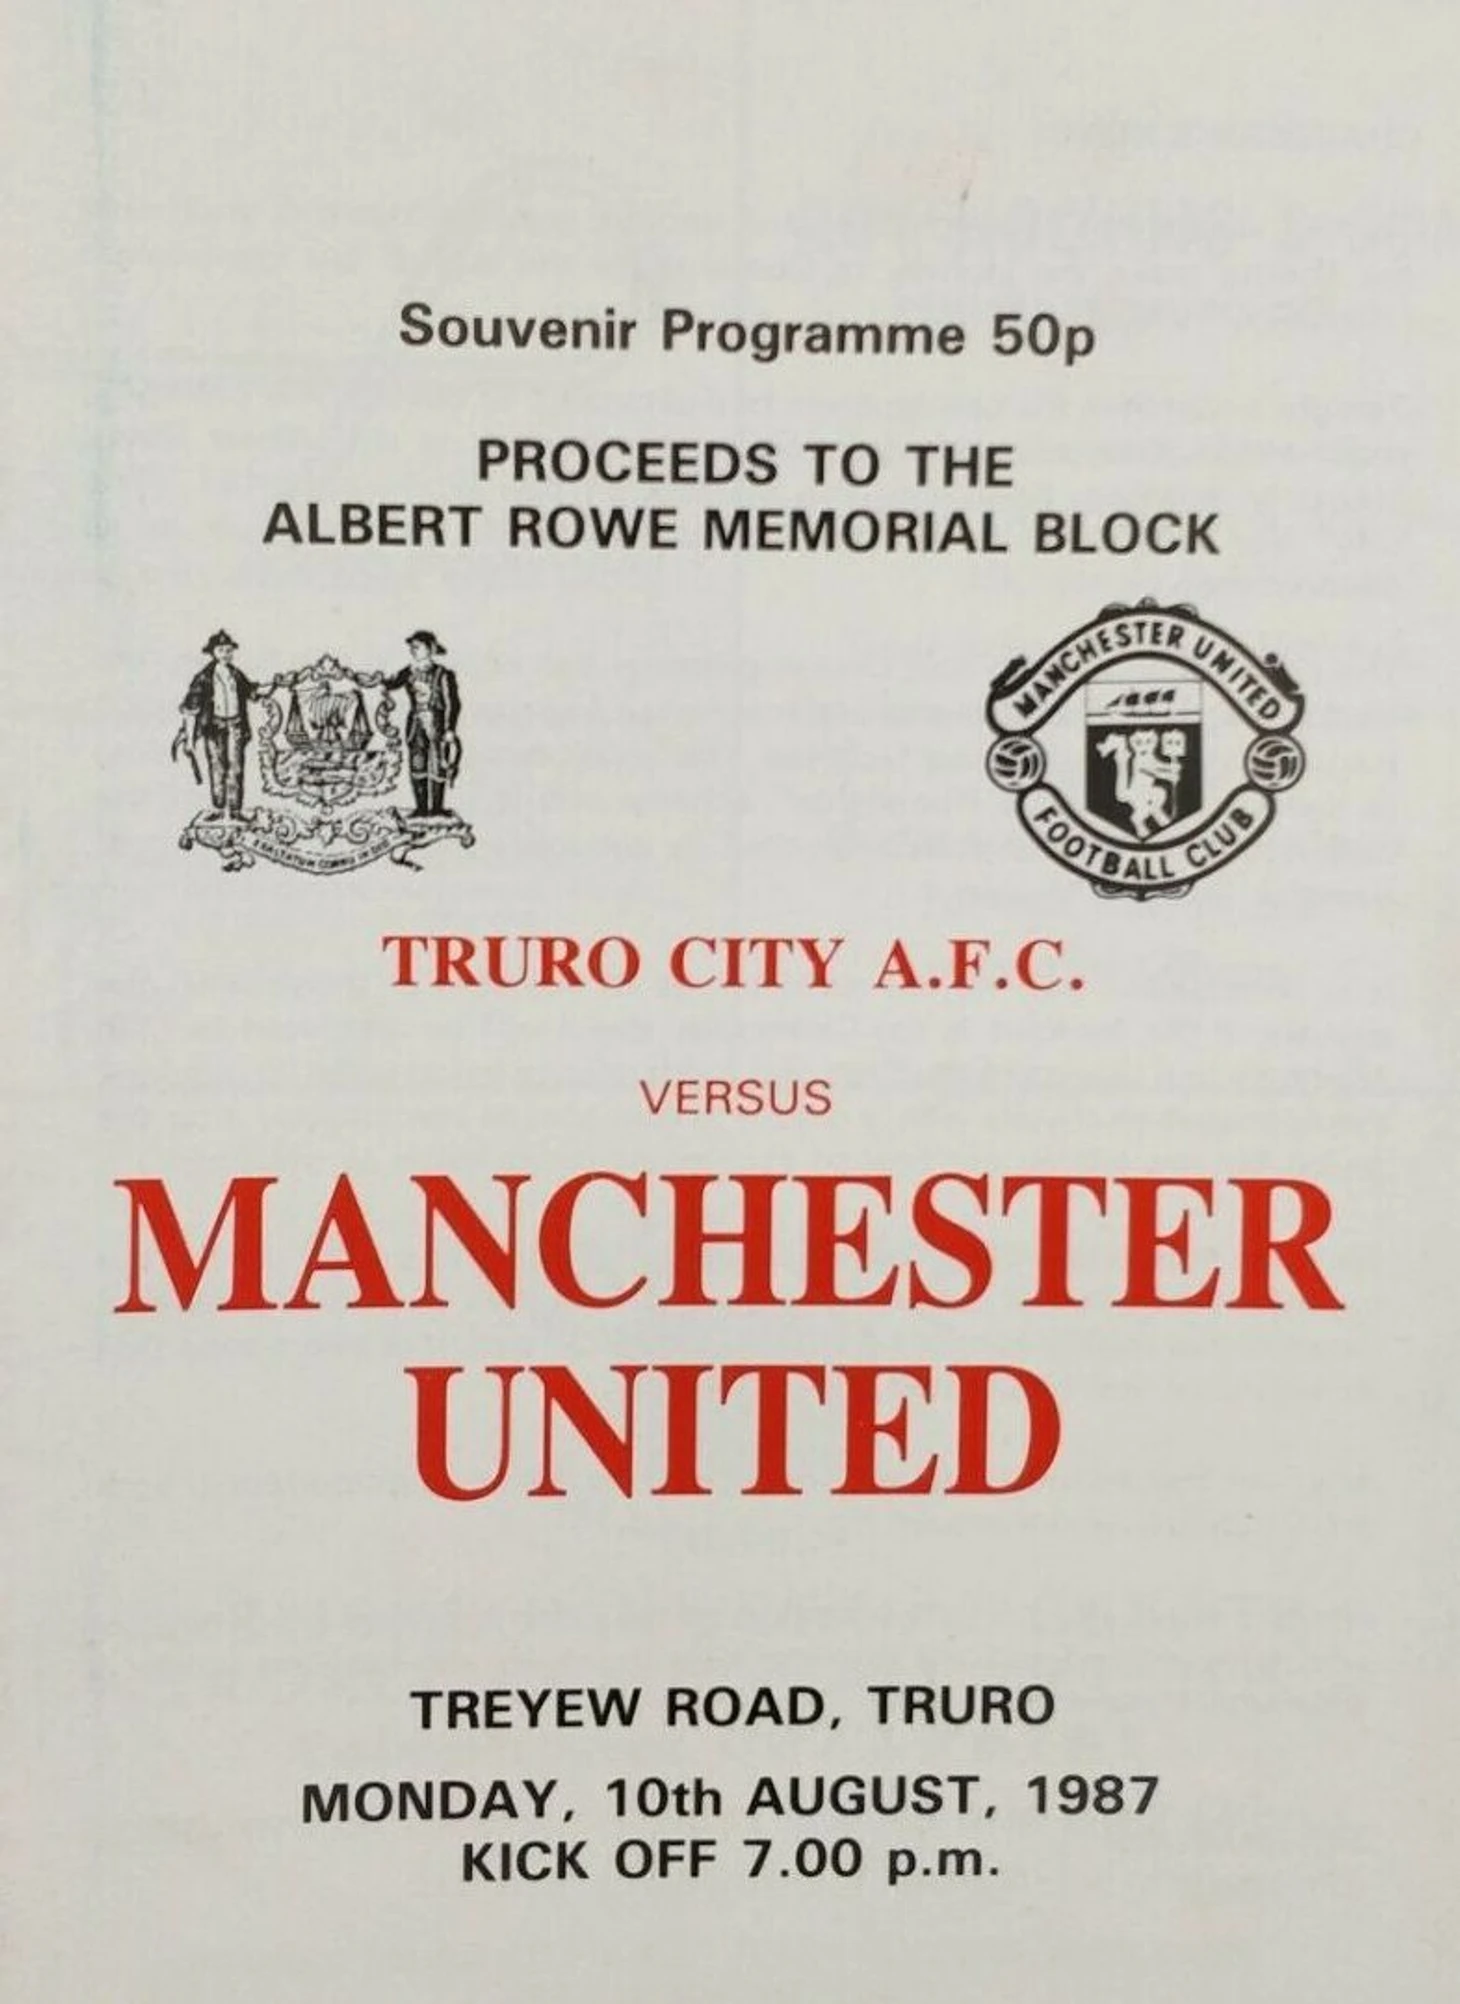 Souvenir Programme 50p
PROCEEDS TO THE
ALBERT ROWE MEMORIAL BLOCK
MANCHESTER UNITED
FOOTBALL CLUB
TRURO CITY A.F.C.
VERSUS
MANCHESTER
UNITED
TREYEW ROAD, TRURO
MONDAY, 10th AUGUST, 1987
KICK OFF 7.00 p.m.